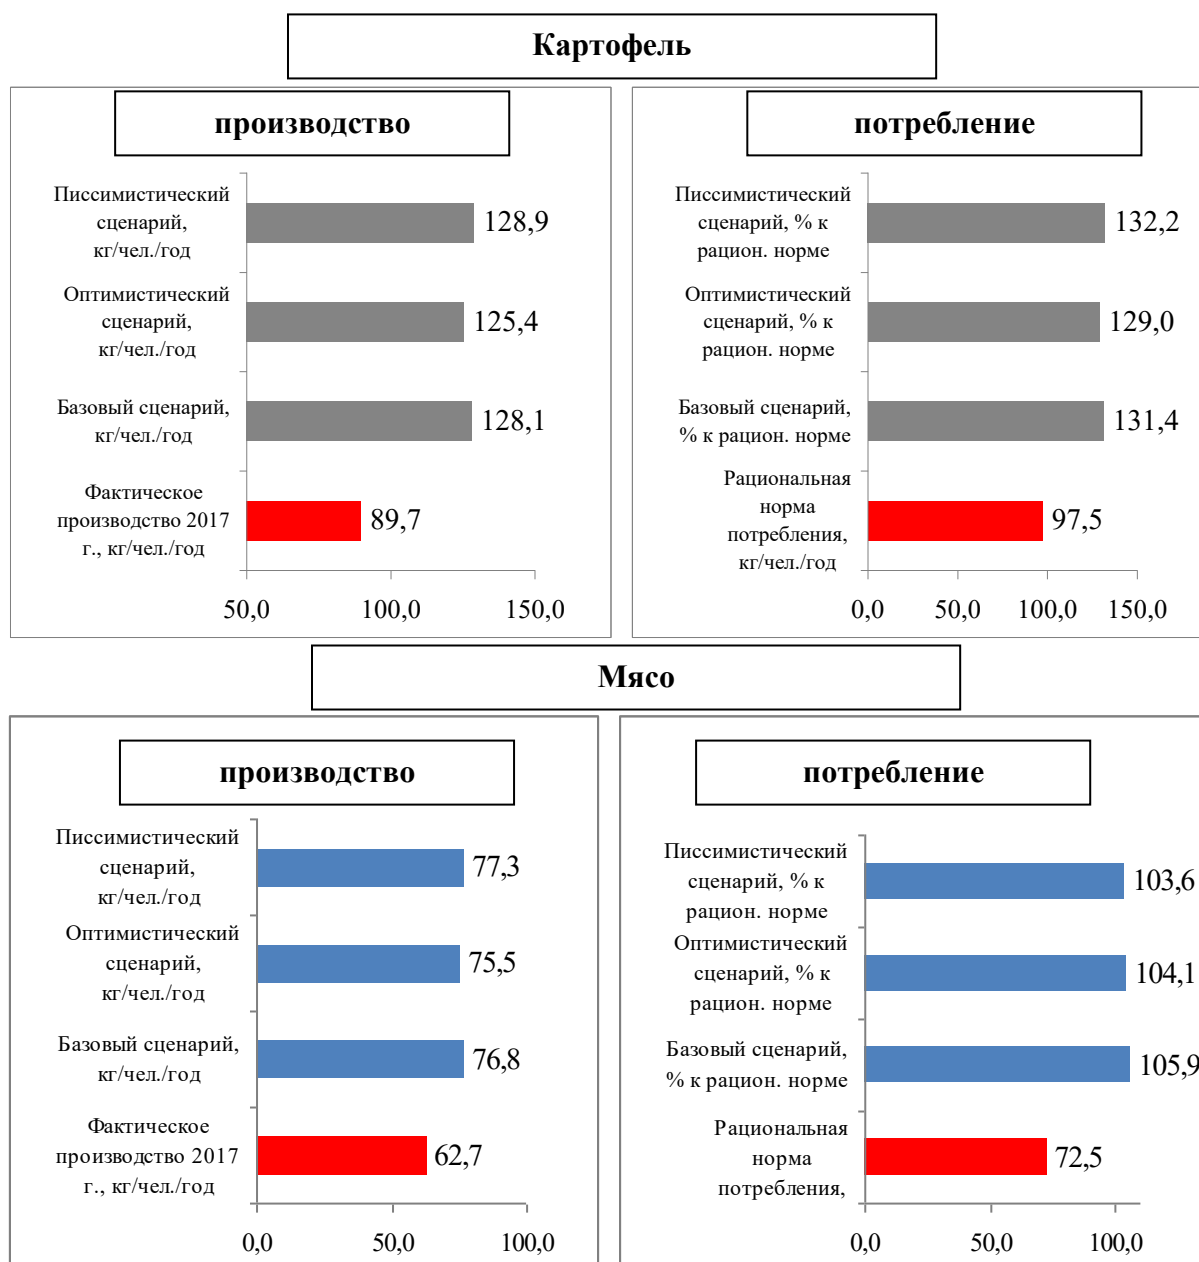 Картофель
производство
Писсимистический
сценарий,
кг/чел./год
128,9
Оптимистический
сценарий,
кг/чел./год
125,4
Базовый сценарий,
кг/чел./год
128,1
Фактическое
производство 2017
г., кг/чел./год
89,7
50,0 100,0 150,0
потребление
Писсимистический
сценарий, % к
рацион. норме
132,2
Оптимистический
сценарий, % к
рацион. норме
129,0
Базовый сценарий,
% к рацион. норме
131,4
Рациональная
норма
потребления,
кг/чел./год
97,5
0,0 50,0 100,0 150,0
Мясо
производство
Писсимистический
сценарий,
кг/чел./год
77,3
Оптимистический
сценарий,
кг/чел./год
75,5
Базовый сценарий,
кг/чел./год
76,8
Фактическое
производство 2017
г., кг/чел./год
62,7
0,0 50,0 100,0
потребление
Писсимистический
сценарий, % к
рацион. норме
103,6
Оптимистический
сценарий, % к
рацион. норме
104,1
Базовый сценарий,
% к рацион. норме
105,9
Рациональная
норма
потребления,
72,5
0,0 50,0 100,0